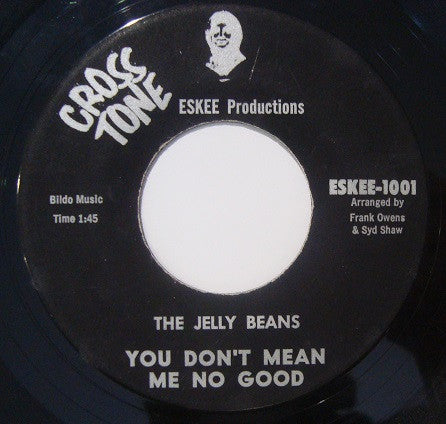 CROSS
TONE
ESKEE Productions
Bildo Music
Time 1:45
ESKEE-1001
Arranged by
Frank Owens
& Syd Shaw
THE JELLY BEANS
YOU DON'T MEAN
ME NO GOOD